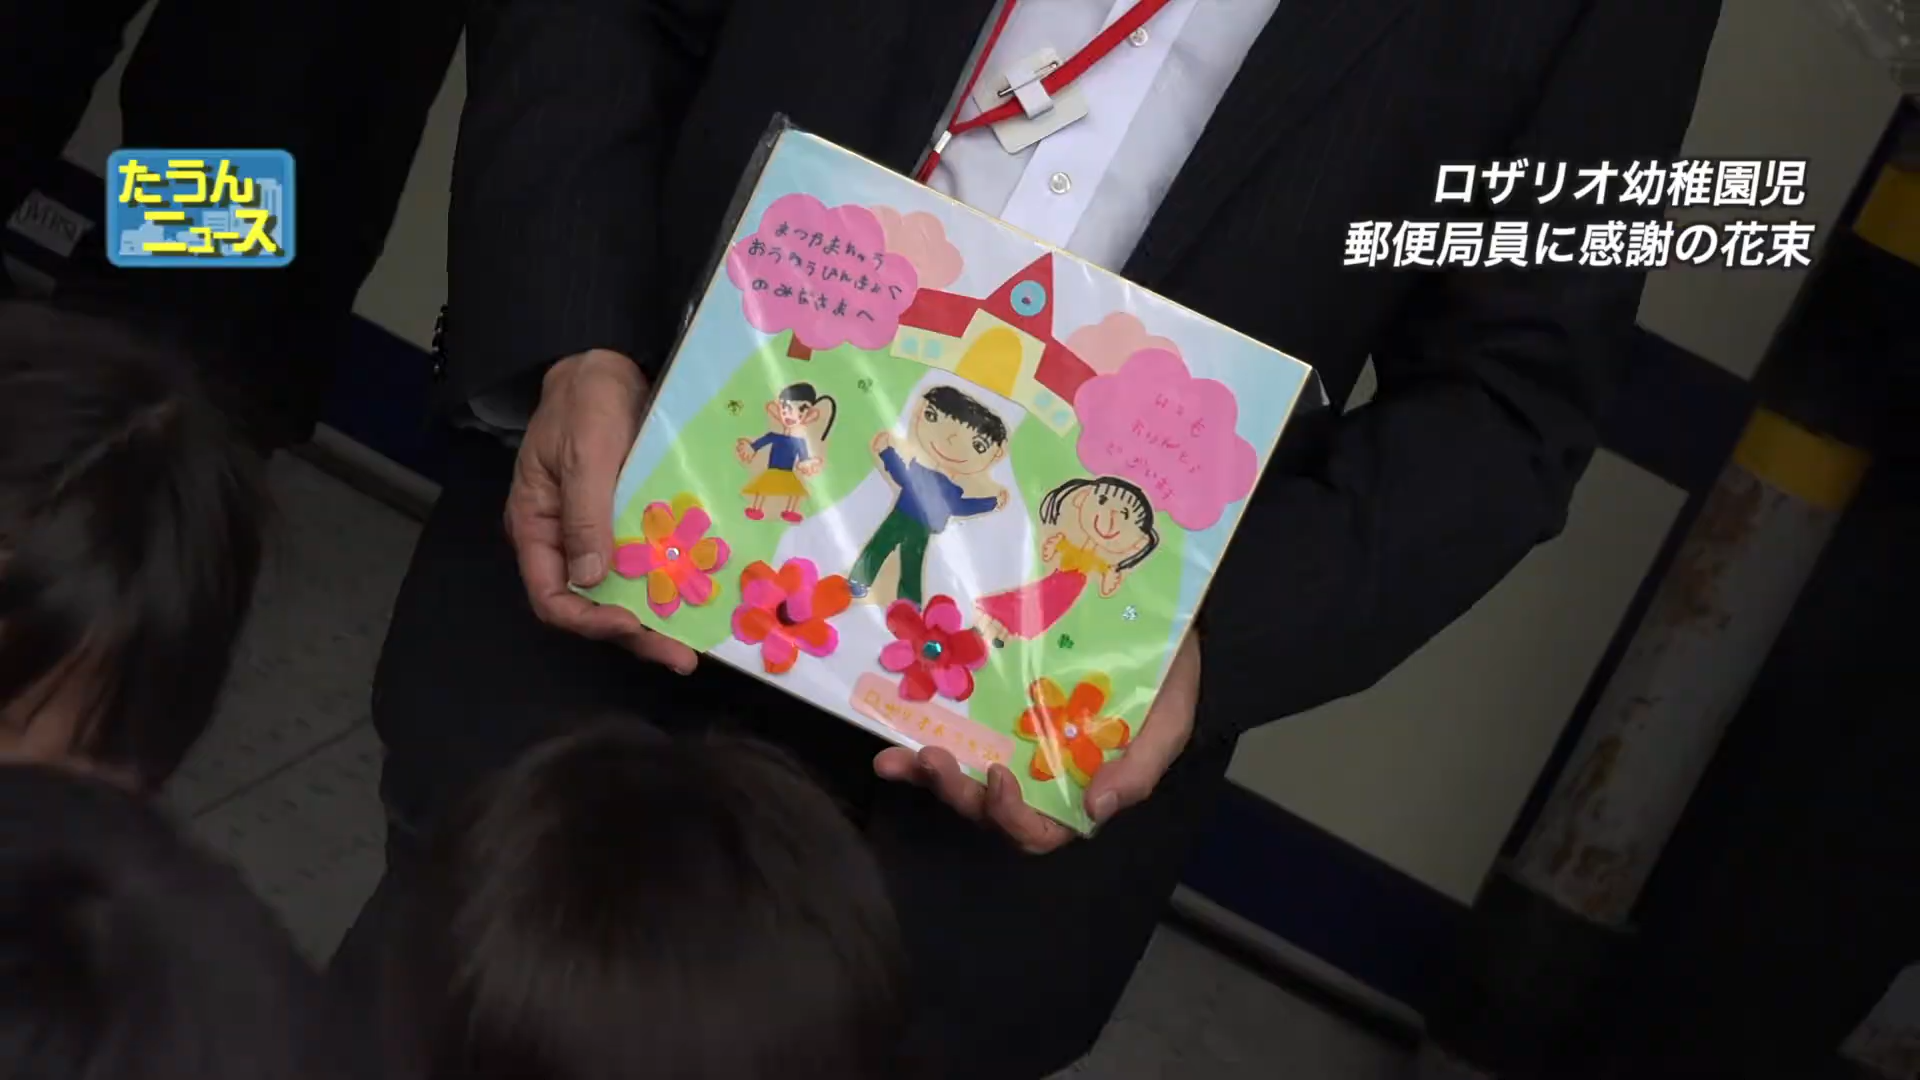 たうん
ニュース
ロザリオ幼稚園児
郵便局員に感謝の花束
まつやまちゅう
おうゆうびんきょく
のみなさまへ
いつも
ありがとう
ございます
ロザリオようちえん